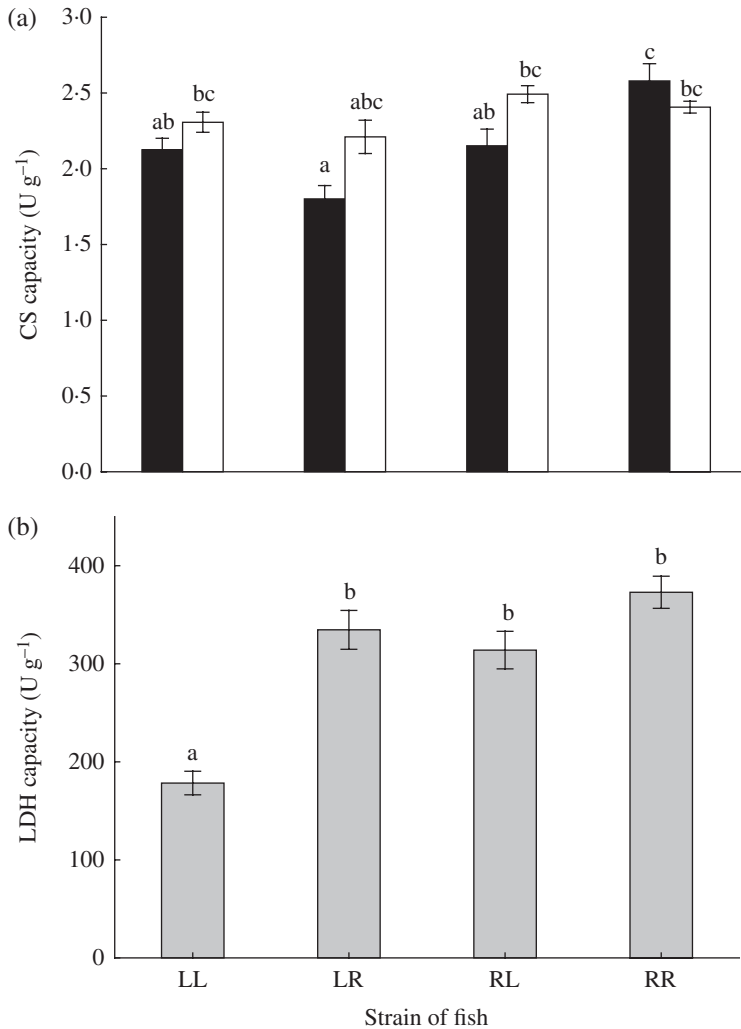 (a)
3·0
2·5
2·0
1·5
1·0
0·5
0·0
CS capacity (U g⁻¹)
ab
bc
a
abc
ab
bc
c
bc
(b)
400
300
200
100
0
LDH capacity (U g⁻¹)
a
b
b
b
LL
LR
RL
RR
Strain of fish